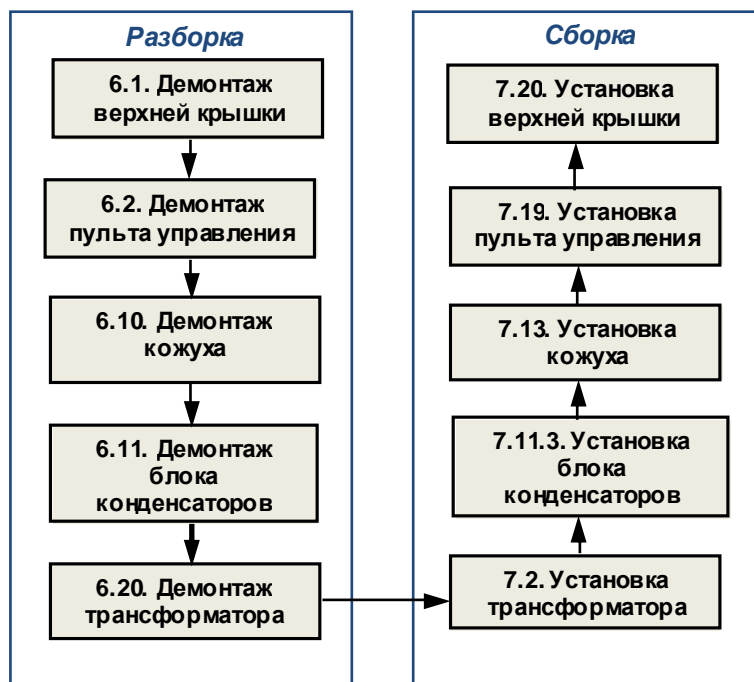 Разборка
6.1. Демонтаж
верхней крышки
6.2. Демонтаж
пульта управления
6.10. Демонтаж
кожуха
6.11. Демонтаж
блока
конденсаторов
6.20. Демонтаж
трансформатора
Сборка
7.20. Установка
верхней крышки
7.19. Установка
пульта управления
7.13. Установка
кожуха
7.11.3. Установка
блока
конденсаторов
7.2. Установка
трансформатора